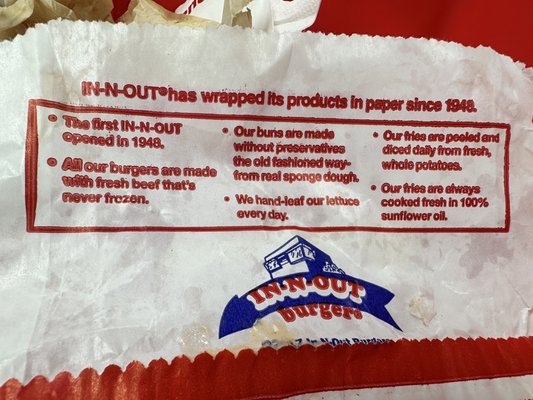 IN-N-OUT® has wrapped its products in paper since 1948.
• The first IN-N-OUT
opened in 1948.
• All our burgers are made
with fresh beef that's
never frozen.
• Our buns are made
without preservatives
the old fashioned way-
from real sponge dough.
• We hand-leaf our lettuce
every day.
• Our fries are peeled and
diced daily from fresh,
whole potatoes.
• Our fries are always
cooked fresh in 100%
sunflower oil.
IN-N-OUT
burgers
In-N-Out Burgers